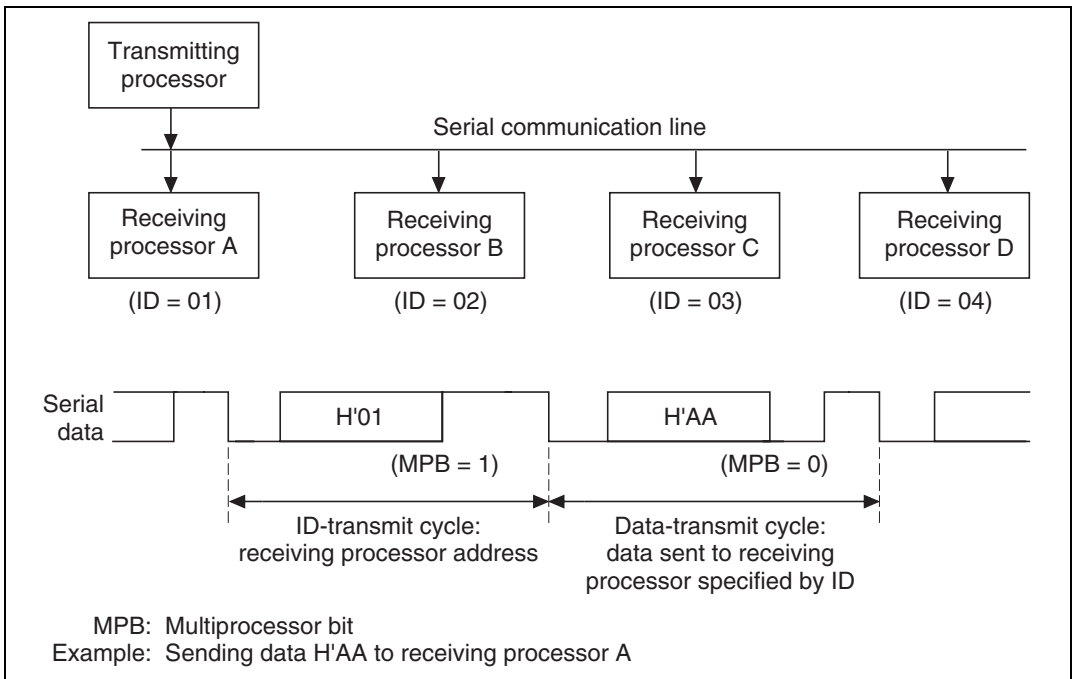 Transmitting
processor
Serial communication line
Receiving
processor A
Receiving
processor B
Receiving
processor C
Receiving
processor D
(ID = 01)
(ID = 02)
(ID = 03)
(ID = 04)
Serial
data
H'01
H'AA
(MPB = 1)
(MPB = 0)
ID-transmit cycle:
receiving processor address
Data-transmit cycle:
data sent to receiving
processor specified by ID
MPB: Multiprocessor bit
Example: Sending data H'AA to receiving processor A